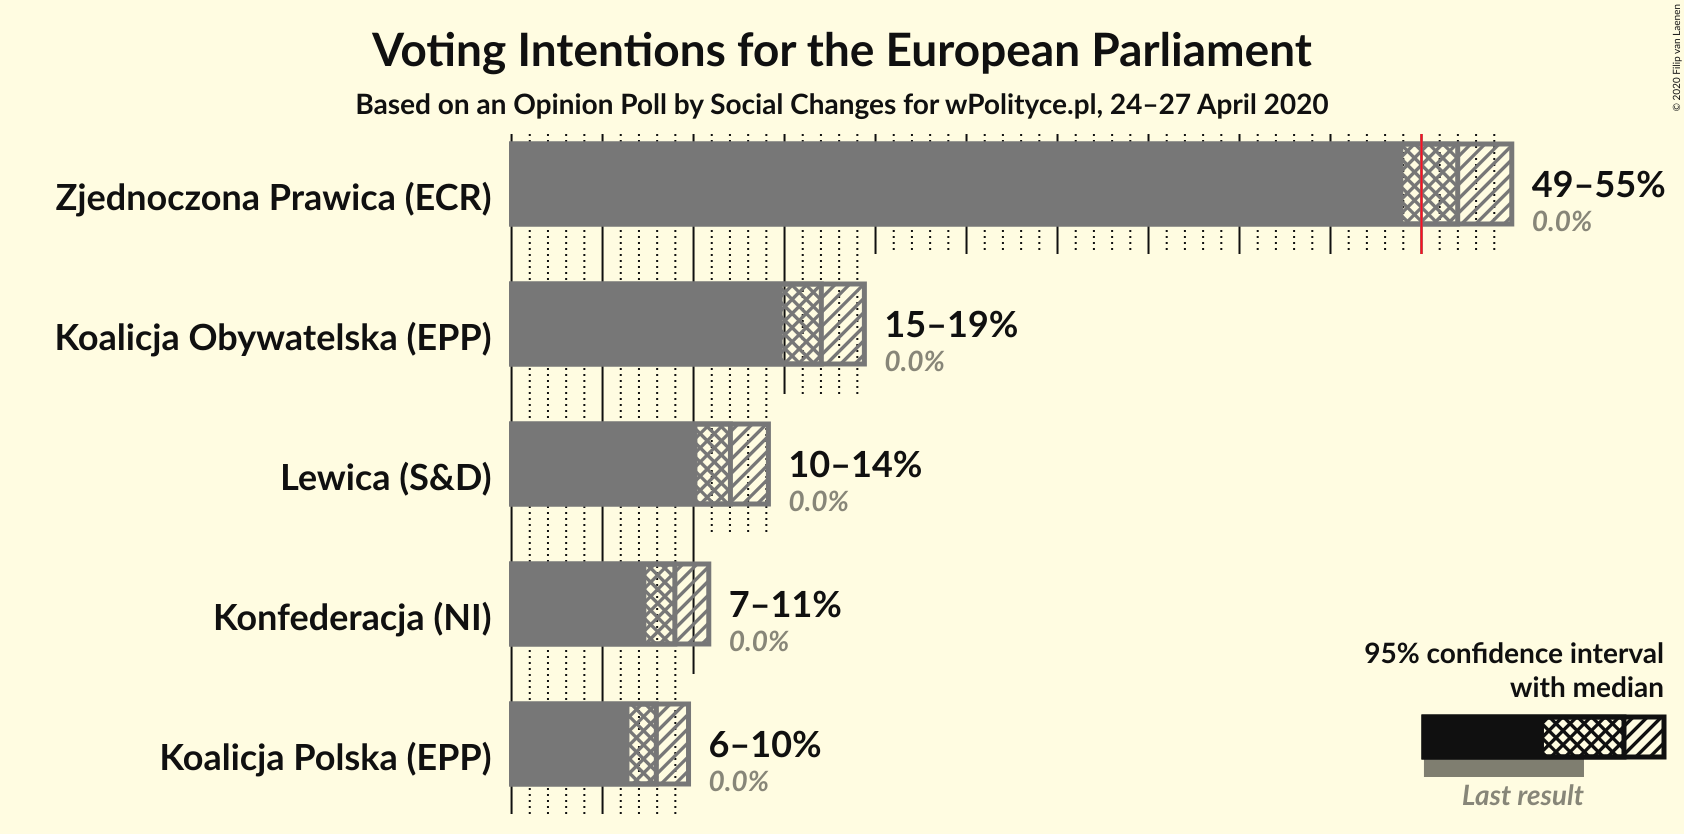 Voting Intentions for the European Parliament
Based on an Opinion Poll by Social Changes for wPolityce.pl, 24–27 April 2020
© 2020 Filip van Laenen
Zjednoczona Prawica (ECR)
49–55%
0.0%
Koalicja Obywatelska (EPP)
15–19%
0.0%
Lewica (S&D)
10–14%
0.0%
Konfederacja (NI)
7–11%
0.0%
Koalicja Polska (EPP)
6–10%
0.0%
95% confidence interval
with median
Last result